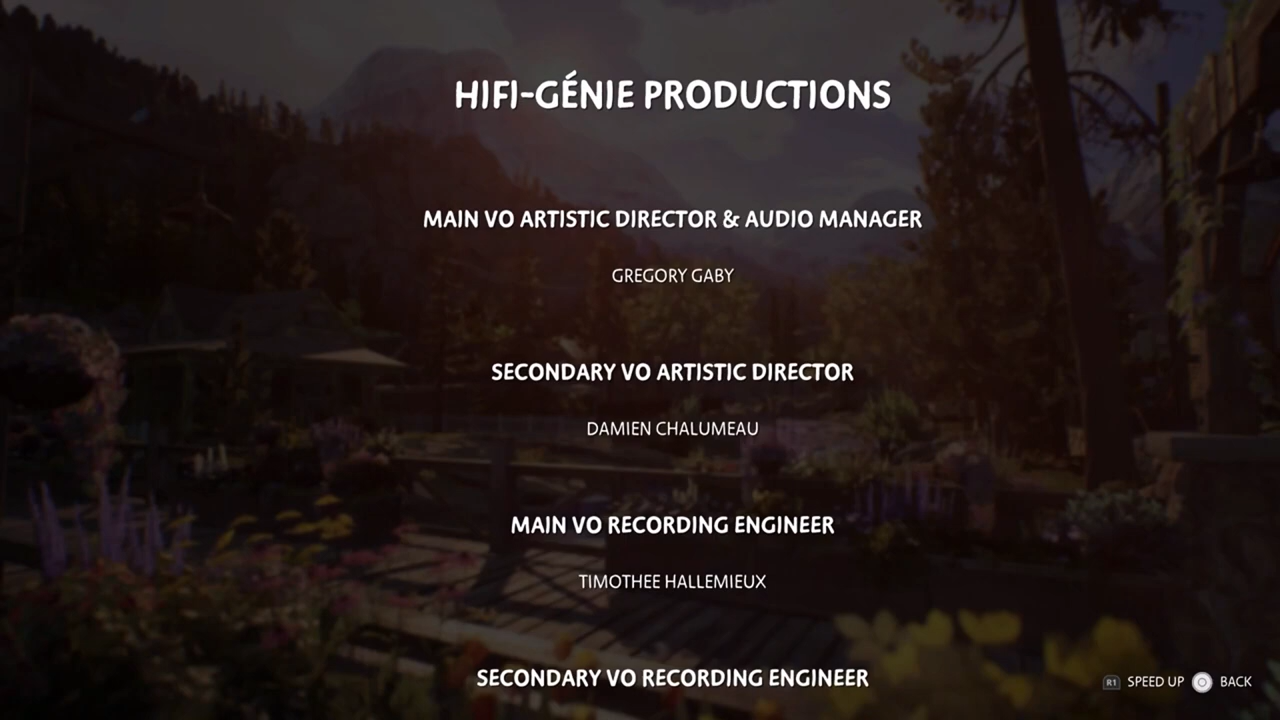 HIFI-GÉNIE PRODUCTIONS
MAIN VO ARTISTIC DIRECTOR & AUDIO MANAGER
GREGORY GABY
SECONDARY VO ARTISTIC DIRECTOR
DAMIEN CHALUMEAU
MAIN VO RECORDING ENGINEER
TIMOTHEE HALLEMIEUX
SECONDARY VO RECORDING ENGINEER
R1 SPEED UP BACK